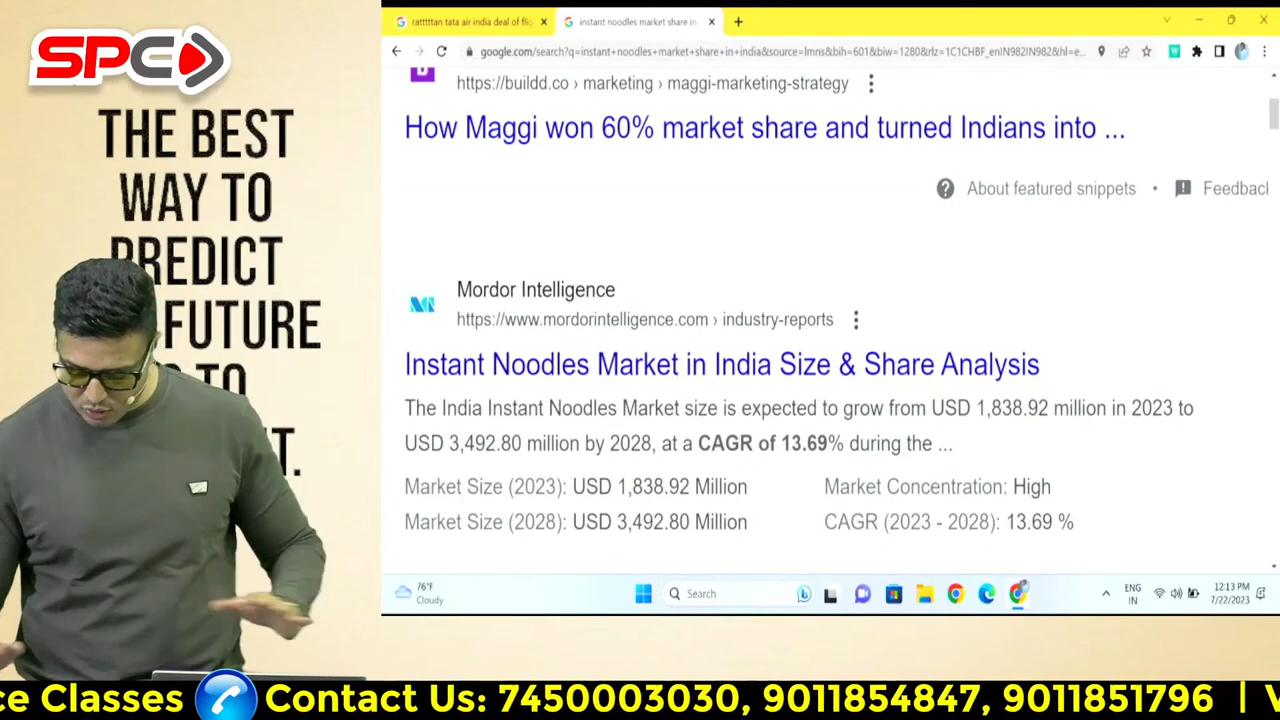 SPC
THE BEST
WAY TO
PREDICT
FUTURE
TO
T.
ratttttan tata air india deal of flig
instant noodles market share in
google.com/search?q=instant+noodles+market+share+in+india&source=lmns&bih=601&biw=1280&rlz=1C1CHBF_enIN982IN982&hl=e...
https://buildd.co › marketing › maggi-marketing-strategy
How Maggi won 60% market share and turned Indians into ...
About featured snippets • Feedback
Mordor Intelligence
https://www.mordorintelligence.com › industry-reports
Instant Noodles Market in India Size & Share Analysis
The India Instant Noodles Market size is expected to grow from USD 1,838.92 million in 2023 to
USD 3,492.80 million by 2028, at a CAGR of 13.69% during the ...
Market Size (2023): USD 1,838.92 Million Market Concentration: High
Market Size (2028): USD 3,492.80 Million CAGR (2023 - 2028): 13.69 %
76°F
Cloudy
Search
ENG
IN
12:13 PM
7/22/2023
ce Classes Contact Us: 7450003030, 9011854847, 9011851796 | V